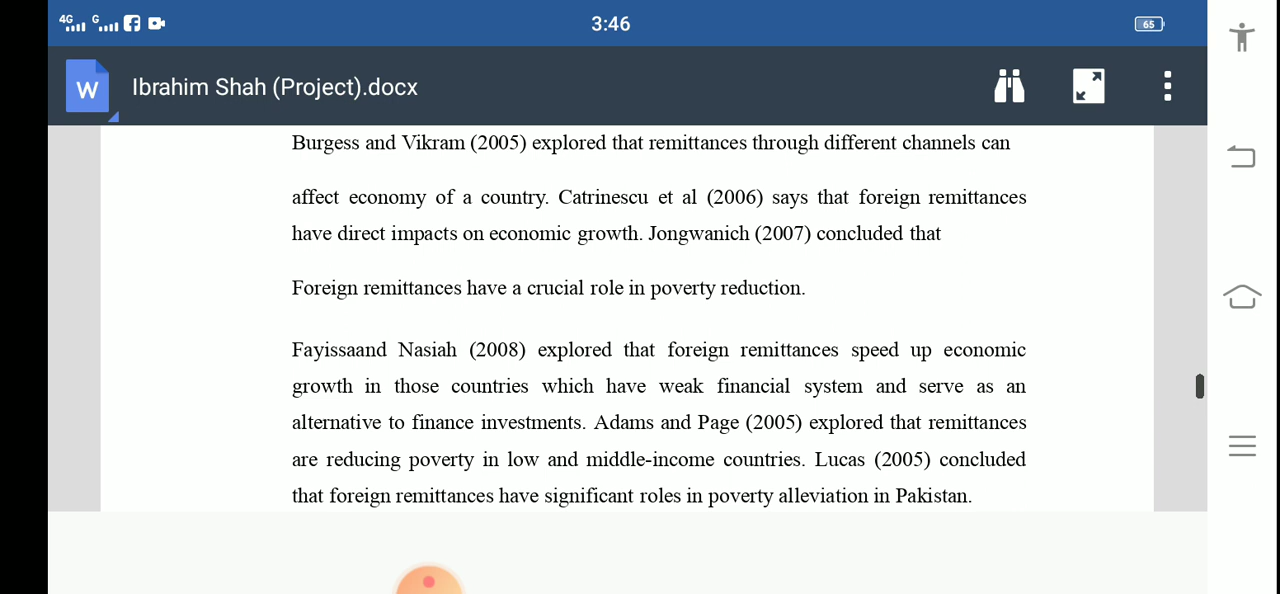 4G G 3:46 65
W Ibrahim Shah (Project).docx
Burgess and Vikram (2005) explored that remittances through different channels can
affect economy of a country. Catrinescu et al (2006) says that foreign remittances
have direct impacts on economic growth. Jongwanich (2007) concluded that
Foreign remittances have a crucial role in poverty reduction.
Fayissaand Nasiah (2008) explored that foreign remittances speed up economic
growth in those countries which have weak financial system and serve as an
alternative to finance investments. Adams and Page (2005) explored that remittances
are reducing poverty in low and middle-income countries. Lucas (2005) concluded
that foreign remittances have significant roles in poverty alleviation in Pakistan.